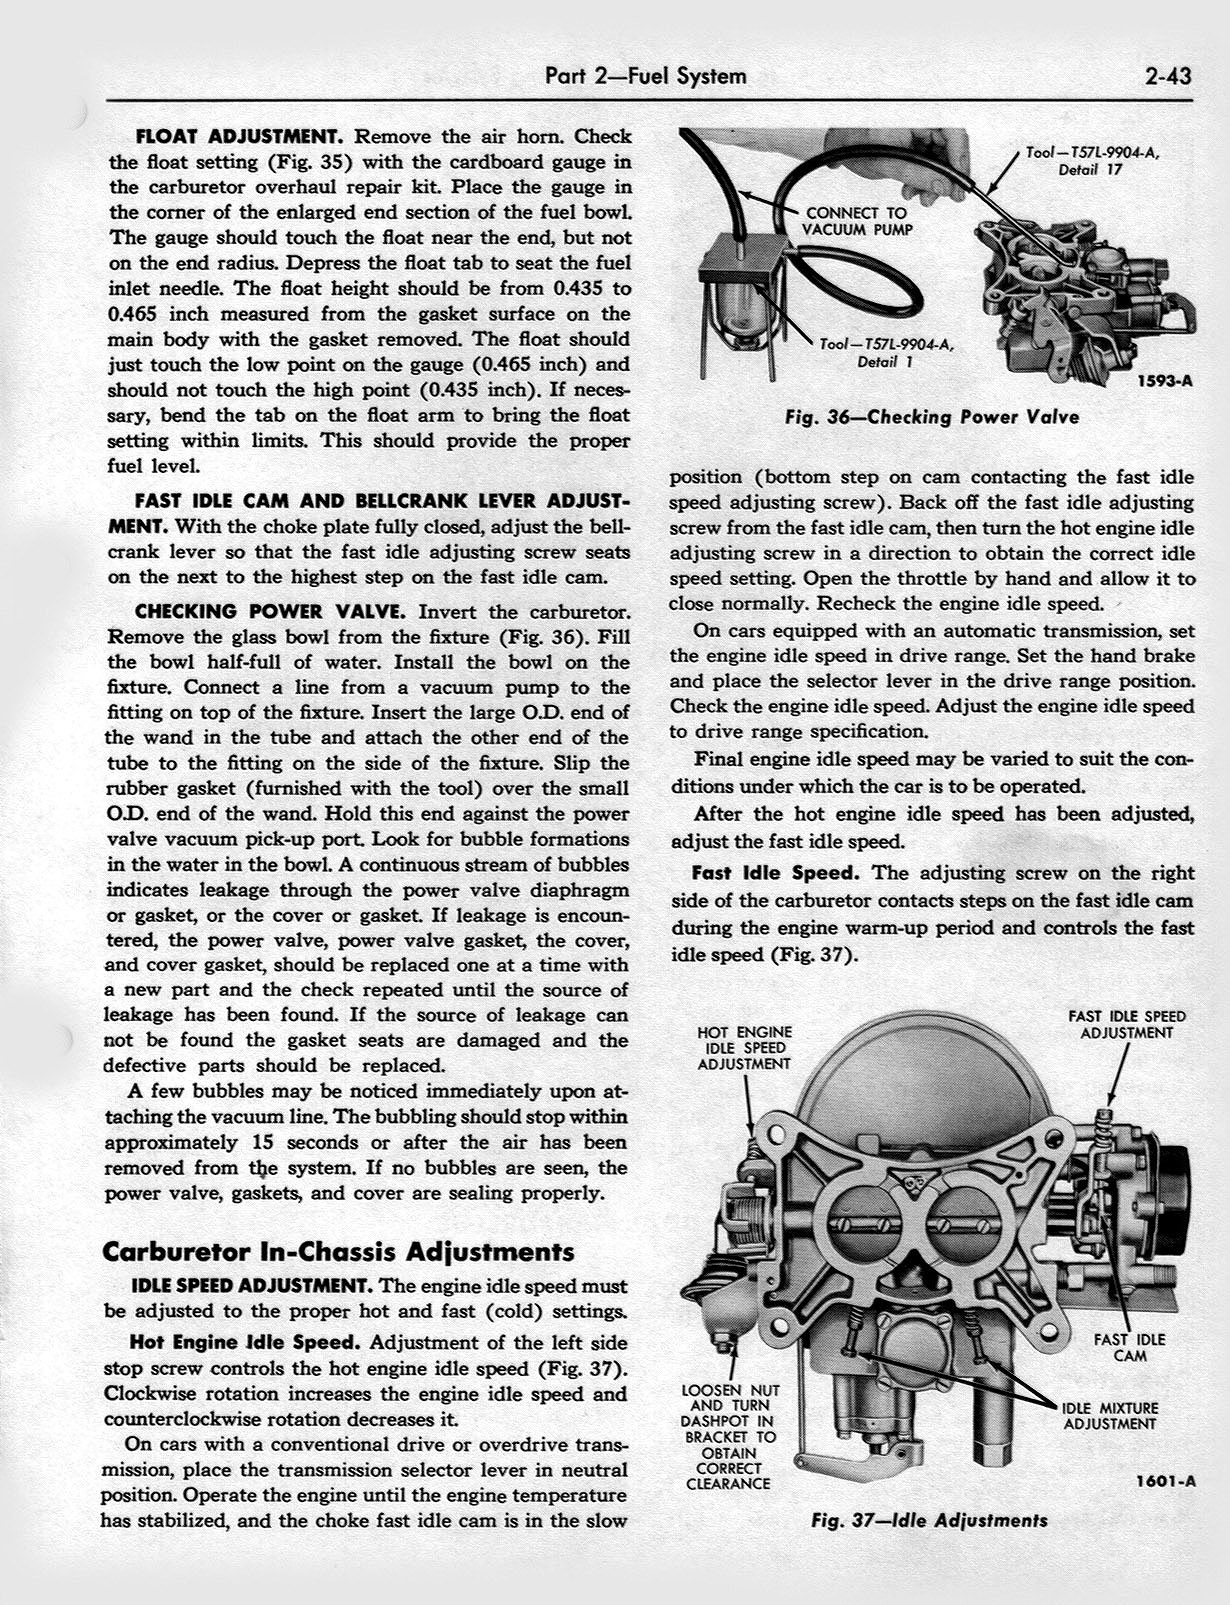 Part 2—Fuel System
2-43
FLOAT ADJUSTMENT. Remove the air horn. Check
the float setting (Fig. 35) with the cardboard gauge in
the carburetor overhaul repair kit. Place the gauge in
the corner of the enlarged end section of the fuel bowl.
The gauge should touch the float near the end, but not
on the end radius. Depress the float tab to seat the fuel
inlet needle. The float height should be from 0.435 to
0.465 inch measured from the gasket surface on the
main body with the gasket removed. The float should
just touch the low point on the gauge (0.465 inch) and
should not touch the high point (0.435 inch). If neces-
sary, bend the tab on the float arm to bring the float
setting within limits. This should provide the proper
fuel level.
FAST IDLE CAM AND BELLCRANK LEVER ADJUST-
MENT. With the choke plate fully closed, adjust the bell-
crank lever so that the fast idle adjusting screw seats
on the next to the highest step on the fast idle cam.
CHECKING POWER VALVE. Invert the carburetor.
Remove the glass bowl from the fixture (Fig. 36). Fill
the bowl half-full of water. Install the bowl on the
fixture. Connect a line from a vacuum pump to the
fitting on top of the fixture. Insert the large O.D. end of
the wand in the tube and attach the other end of the
tube to the fitting on the side of the fixture. Slip the
rubber gasket (furnished with the tool) over the small
O.D. end of the wand. Hold this end against the power
valve vacuum pick-up port. Look for bubble formations
in the water in the bowl. A continuous stream of bubbles
indicates leakage through the power valve diaphragm
or gasket, or the cover or gasket. If leakage is encoun-
tered, the power valve, power valve gasket, the cover,
and cover gasket, should be replaced one at a time with
a new part and the check repeated until the source of
leakage has been found. If the source of leakage can
not be found the gasket seats are damaged and the
defective parts should be replaced.
A few bubbles may be noticed immediately upon at-
taching the vacuum line. The bubbling should stop within
approximately 15 seconds or after the air has been
removed from the system. If no bubbles are seen, the
power valve, gaskets, and cover are sealing properly.
Carburetor In-Chassis Adjustments
IDLE SPEED ADJUSTMENT. The engine idle speed must
be adjusted to the proper hot and fast (cold) settings.
Hot Engine Idle Speed. Adjustment of the left side
stop screw controls the hot engine idle speed (Fig. 37).
Clockwise rotation increases the engine idle speed and
counterclockwise rotation decreases it.
On cars with a conventional drive or overdrive trans-
mission, place the transmission selector lever in neutral
position. Operate the engine until the engine temperature
has stabilized, and the choke fast idle cam is in the slow
Tool—T57L-9904-A,
Detail 17
CONNECT TO
VACUUM PUMP
Tool—T57L-9904-A,
Detail 1
1593-A
Fig. 36—Checking Power Valve
position (bottom step on cam contacting the fast idle
speed adjusting screw). Back off the fast idle adjusting
screw from the fast idle cam, then turn the hot engine idle
adjusting screw in a direction to obtain the correct idle
speed setting. Open the throttle by hand and allow it to
close normally. Recheck the engine idle speed.
On cars equipped with an automatic transmission, set
the engine idle speed in drive range. Set the hand brake
and place the selector lever in the drive range position.
Check the engine idle speed. Adjust the engine idle speed
to drive range specification.
Final engine idle speed may be varied to suit the con-
ditions under which the car is to be operated.
After the hot engine idle speed has been adjusted,
adjust the fast idle speed.
Fast Idle Speed. The adjusting screw on the right
side of the carburetor contacts steps on the fast idle cam
during the engine warm-up period and controls the fast
idle speed (Fig. 37).
HOT ENGINE
IDLE SPEED
ADJUSTMENT
FAST IDLE SPEED
ADJUSTMENT
FAST IDLE
CAM
LOOSEN NUT
AND TURN
DASHPOT IN
BRACKET TO
OBTAIN
CORRECT
CLEARANCE
IDLE MIXTURE
ADJUSTMENT
1601-A
Fig. 37—Idle Adjustments